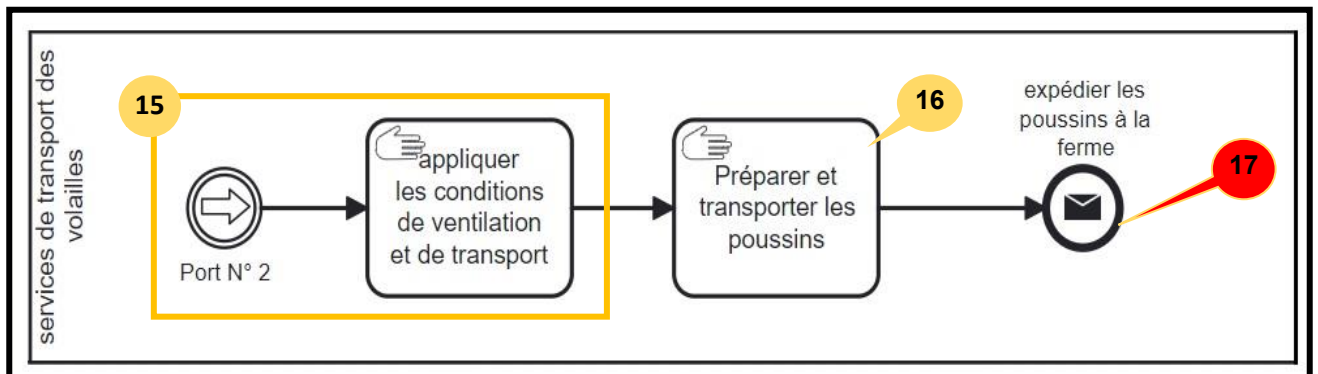 services de transport des
volailles
15
Port N° 2
appliquer
les conditions
de ventilation
et de transport
16
Préparer et
transporter les
poussins
expédier les
poussins à la
ferme
17